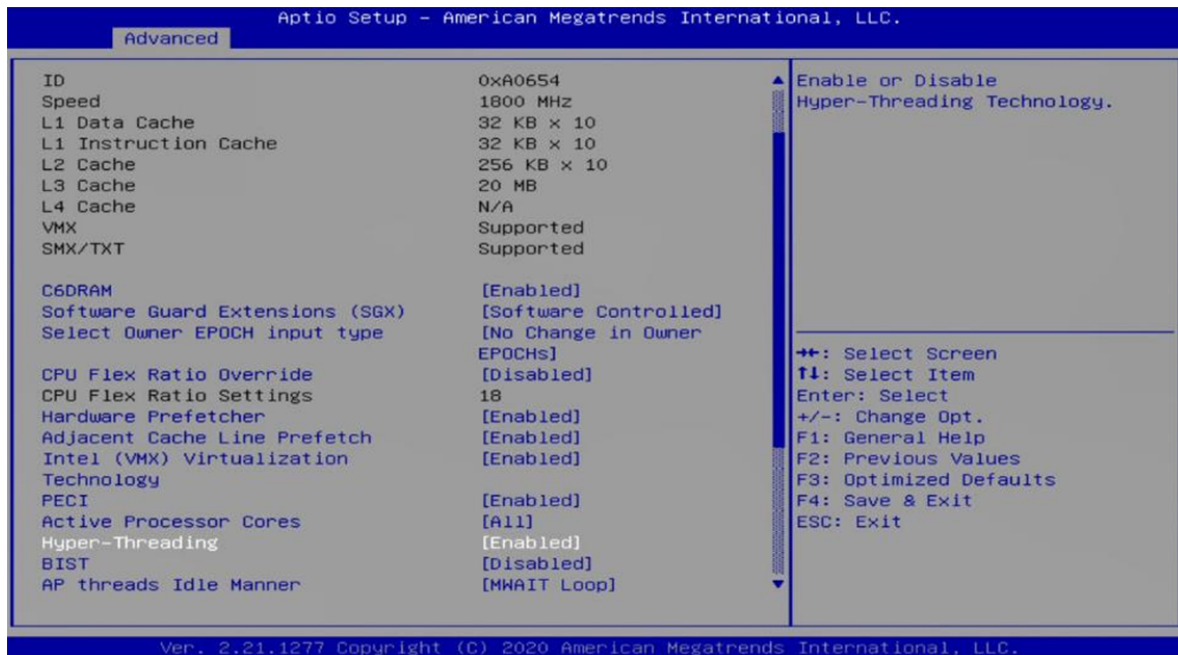 Aptio Setup – American Megatrends International, LLC.
Advanced
ID 0xA0654
Speed 1800 MHz
L1 Data Cache 32 KB x 10
L1 Instruction Cache 32 KB x 10
L2 Cache 256 KB x 10
L3 Cache 20 MB
L4 Cache N/A
VMX Supported
SMX/TXT Supported
C6DRAM [Enabled]
Software Guard Extensions (SGX) [Software Controlled]
Select Owner EPOCH input type [No Change in Owner
EPOCHs]
CPU Flex Ratio Override [Disabled]
CPU Flex Ratio Settings 18
Hardware Prefetcher [Enabled]
Adjacent Cache Line Prefetch [Enabled]
Intel (VMX) Virtualization [Enabled]
Technology
PECI [Enabled]
Active Processor Cores [All]
Hyper-Threading [Enabled]
BIST [Disabled]
AP threads Idle Manner [MWAIT Loop]
Enable or Disable
Hyper-Threading Technology.
→←: Select Screen
↑↓: Select Item
Enter: Select
+/-: Change Opt.
F1: General Help
F2: Previous Values
F3: Optimized Defaults
F4: Save & Exit
ESC: Exit
Ver. 2.21.1277 Copyright (C) 2020 American Megatrends International, LLC.